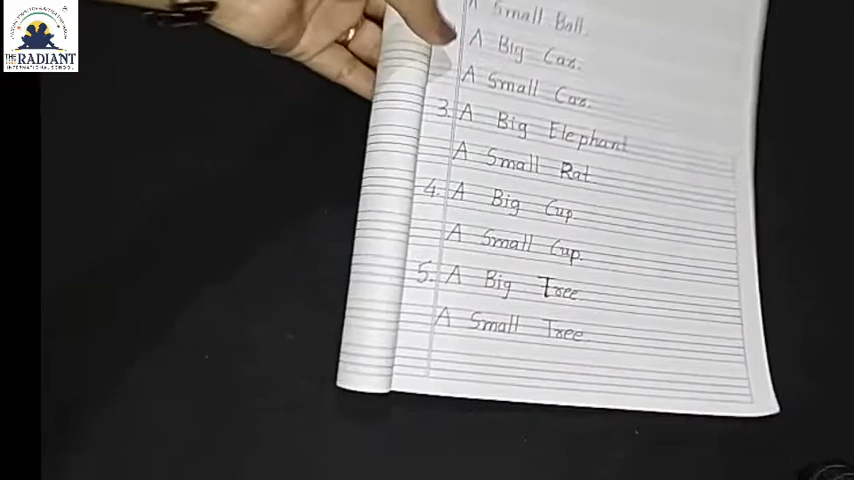 THE RADIANT
INTERNATIONAL SCHOOL
A Small Ball.
A Big Car.
A Small Car.
3. A Big Elephant
A Small Rat.
4. A Big Cup.
A Small Cup.
5. A Big Tree.
A Small Tree.